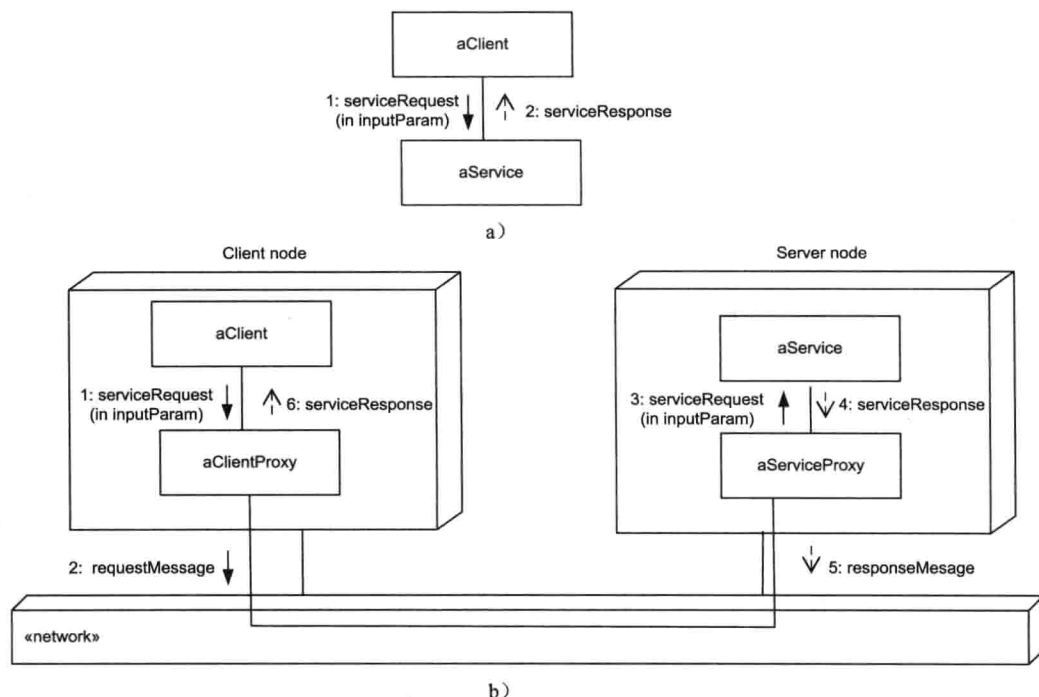 aClient
1: serviceRequest
(in inputParam)
2: serviceResponse
aService
a）
Client node
Server node
aClient
1: serviceRequest
(in inputParam)
6: serviceResponse
aClientProxy
aService
3: serviceRequest
(in inputParam)
4: serviceResponse
aServiceProxy
2: requestMessage
5: responseMesage
«network»
b）